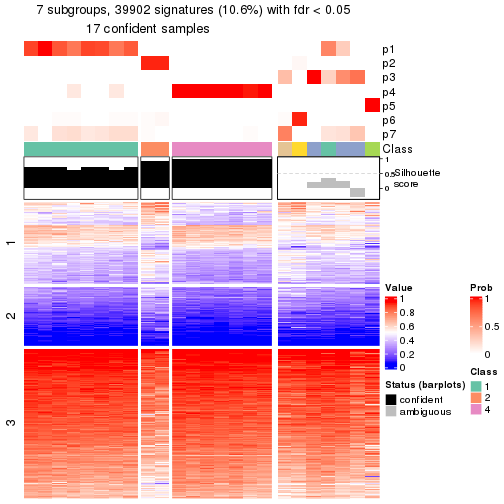 7 subgroups, 39902 signatures (10.6%) with fdr < 0.05
17 confident samples
p1
p2
p3
p4
p5
p6
p7
Class
1
0.5
0
Silhouette
score
1
2
3
Value
1
0.8
0.6
0.4
0.2
0
Status (barplots)
confident
ambiguous
Prob
1
0.5
0
Class
1
2
4